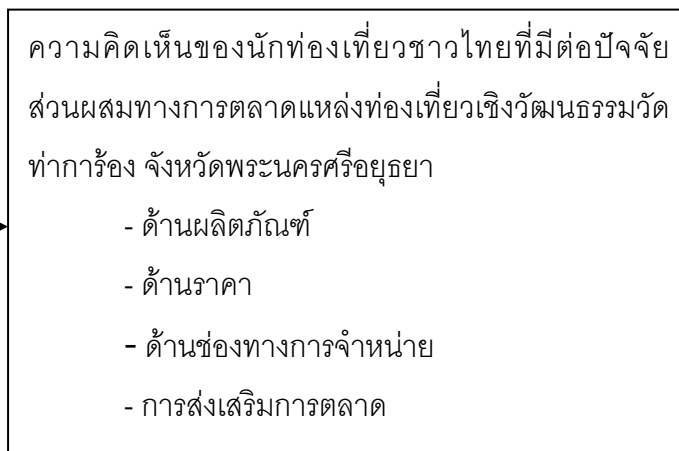 ความคิดเห็นของนักท่องเที่ยวชาวไทยที่มีต่อปัจจัย
ส่วนผสมทางการตลาดแหล่งท่องเที่ยวเชิงวัฒนธรรมวัด
ท่าการ้อง จังหวัดพระนครศรีอยุธยา
- ด้านผลิตภัณฑ์
- ด้านราคา
- ด้านช่องทางการจำหน่าย
- การส่งเสริมการตลาด